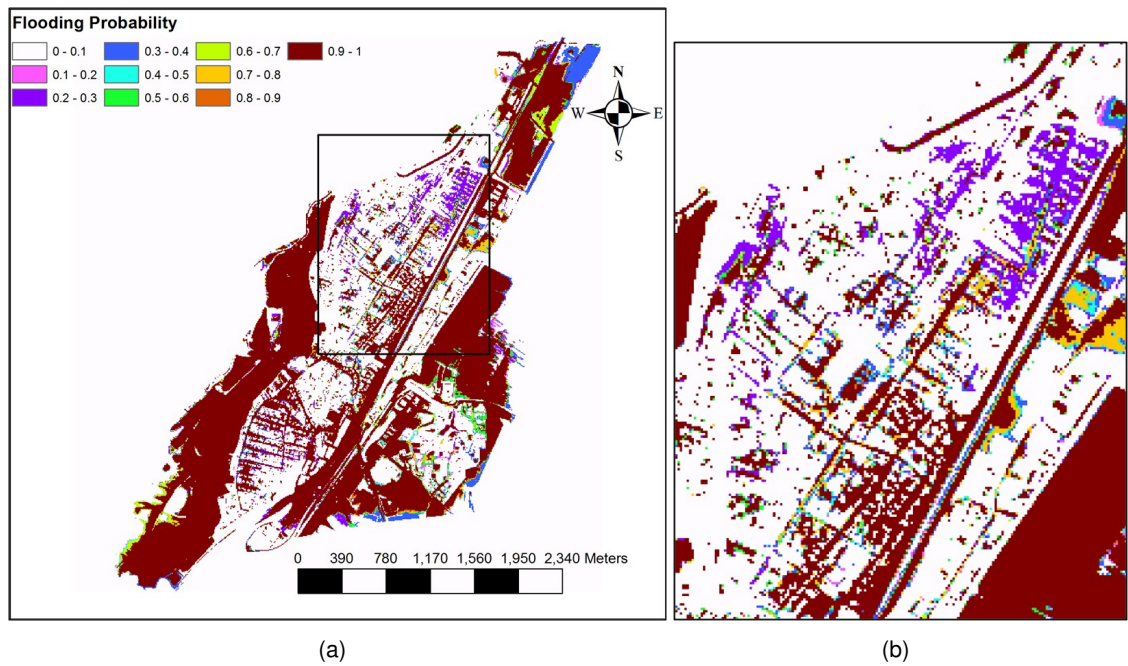 Flooding Probability
0 - 0.1 0.3 - 0.4 0.6 - 0.7 0.9 - 1
0.1 - 0.2 0.4 - 0.5 0.7 - 0.8
0.2 - 0.3 0.5 - 0.6 0.8 - 0.9
N
W E
S
0 390 780 1,170 1,560 1,950 2,340 Meters
(a) (b)